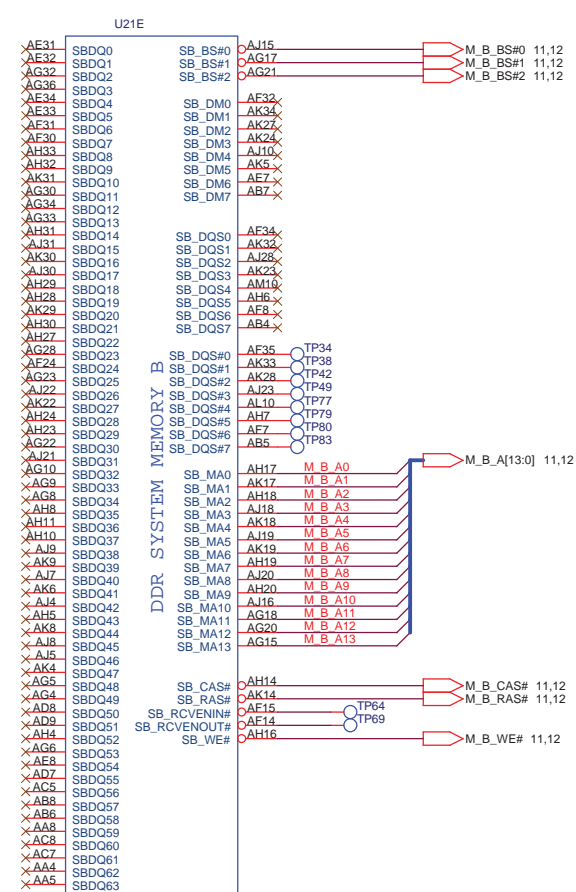 U21E
AE31 SBDQ0
AE32 SBDQ1
AG32 SBDQ2
AG36 SBDQ3
AE34 SBDQ4
AE33 SBDQ5
AF31 SBDQ6
AF30 SBDQ7
AH33 SBDQ8
AH32 SBDQ9
AK31 SBDQ10
AG30 SBDQ11
AG34 SBDQ12
AG33 SBDQ13
AH31 SBDQ14
AJ31 SBDQ15
AK30 SBDQ16
AJ30 SBDQ17
AH29 SBDQ18
AH28 SBDQ19
AK29 SBDQ20
AH30 SBDQ21
AH27 SBDQ22
AG28 SBDQ23
AF24 SBDQ24
AG23 SBDQ25
AJ22 SBDQ26
AK22 SBDQ27
AH24 SBDQ28
AH23 SBDQ29
AG22 SBDQ30
AJ21 SBDQ31
AG10 SBDQ32
AG9 SBDQ33
AG8 SBDQ34
AH8 SBDQ35
AH11 SBDQ36
AH10 SBDQ37
AJ9 SBDQ38
AK9 SBDQ39
AJ7 SBDQ40
AK6 SBDQ41
AJ4 SBDQ42
AH5 SBDQ43
AK8 SBDQ44
AJ8 SBDQ45
AJ5 SBDQ46
AK4 SBDQ47
AG5 SBDQ48
AG4 SBDQ49
AD8 SBDQ50
AD9 SBDQ51
AH4 SBDQ52
AG6 SBDQ53
AE8 SBDQ54
AD7 SBDQ55
AC5 SBDQ56
AB8 SBDQ57
AB6 SBDQ58
AA8 SBDQ59
AC8 SBDQ60
AC7 SBDQ61
AA4 SBDQ62
AA5 SBDQ63
DDR SYSTEM MEMORY B
SB_BS#0 AJ15 M_B_BS#0 11,12
SB_BS#1 AG17 M_B_BS#1 11,12
SB_BS#2 AG21 M_B_BS#2 11,12
SB_DM0 AF32
SB_DM1 AK34
SB_DM2 AK27
SB_DM3 AK24
SB_DM4 AJ10
SB_DM5 AK5
SB_DM6 AE7
SB_DM7 AB7
SB_DQS0 AF34
SB_DQS1 AK32
SB_DQS2 AJ28
SB_DQS3 AK23
SB_DQS4 AM10
SB_DQS5 AH6
SB_DQS6 AF8
SB_DQS7 AB4
SB_DQS#0 AF35 TP34
SB_DQS#1 AK33 TP38
SB_DQS#2 AK28 TP42
SB_DQS#3 AJ23 TP49
SB_DQS#4 AL10 TP77
SB_DQS#5 AH7 TP79
SB_DQS#6 AF7 TP80
SB_DQS#7 AB5 TP83
M_B_A[13:0] 11,12
SB_MA0 AH17 M_B_A0
SB_MA1 AK17 M_B_A1
SB_MA2 AH18 M_B_A2
SB_MA3 AJ18 M_B_A3
SB_MA4 AK18 M_B_A4
SB_MA5 AJ19 M_B_A5
SB_MA6 AK19 M_B_A6
SB_MA7 AH19 M_B_A7
SB_MA8 AJ20 M_B_A8
SB_MA9 AH20 M_B_A9
SB_MA10 AJ16 M_B_A10
SB_MA11 AG18 M_B_A11
SB_MA12 AG20 M_B_A12
SB_MA13 AG15 M_B_A13
SB_CAS# AH14 M_B_CAS# 11,12
SB_RAS# AK14 M_B_RAS# 11,12
SB_RCVENIN# AF15 TP64
SB_RCVENOUT# AF14 TP69
SB_WE# AH16 M_B_WE# 11,12